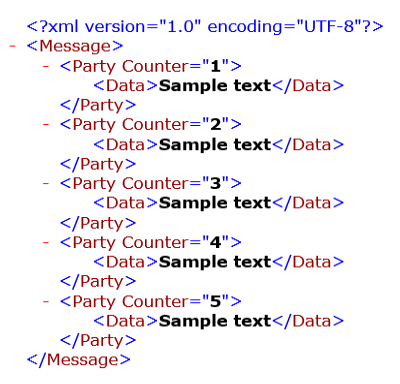 <?xml version="1.0" encoding="UTF-8"?>
- <Message>
- <Party Counter="1">
<Data>Sample text</Data>
</Party>
- <Party Counter="2">
<Data>Sample text</Data>
</Party>
- <Party Counter="3">
<Data>Sample text</Data>
</Party>
- <Party Counter="4">
<Data>Sample text</Data>
</Party>
- <Party Counter="5">
<Data>Sample text</Data>
</Party>
</Message>